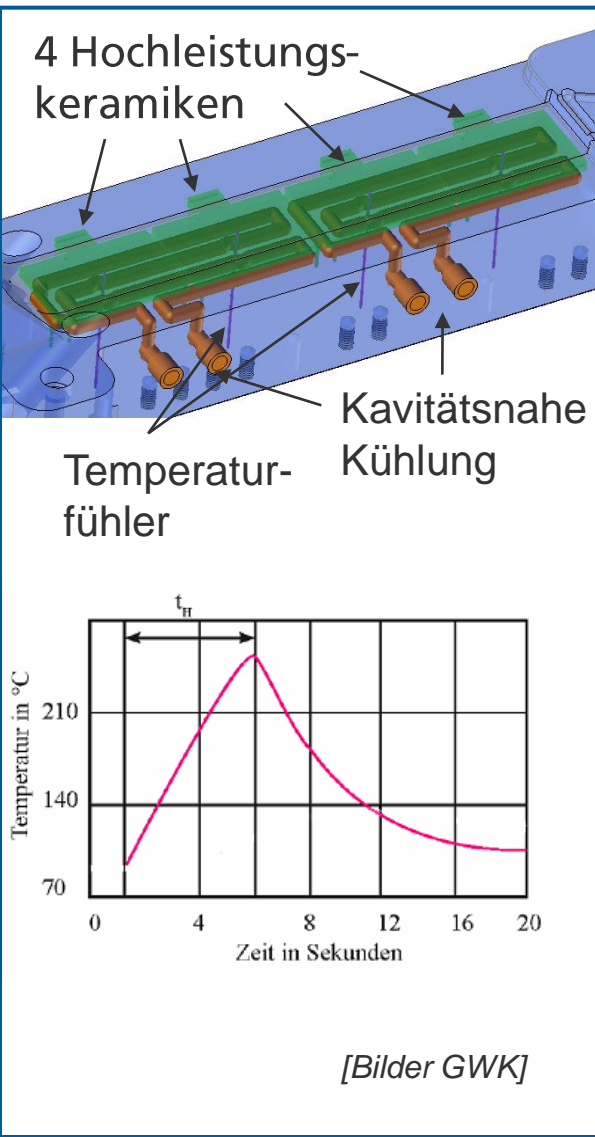 4 Hochleistungs-
keramiken
Kavitätsnahe
Kühlung
Temperatur-
fühler
t_H
Temperatur in °C
210
140
70
0 4 8 12 16 20
Zeit in Sekunden
[Bilder GWK]